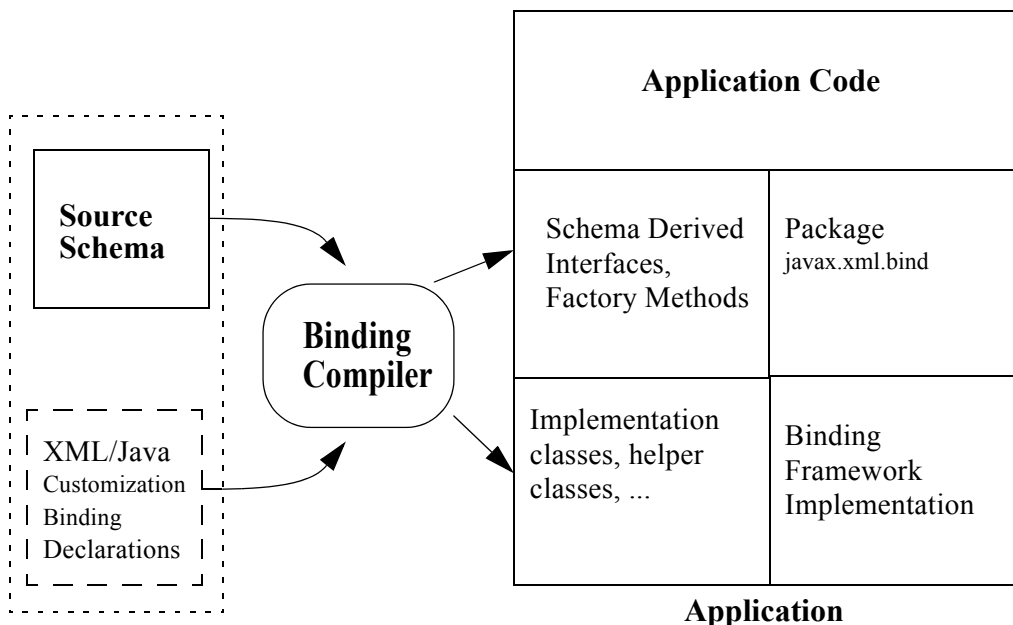 Application Code
Source
Schema
Schema Derived
Interfaces,
Factory Methods
Package
javax.xml.bind
Binding
Compiler
XML/Java
Customization
Binding
Declarations
Implementation
classes, helper
classes, ...
Binding
Framework
Implementation
Application